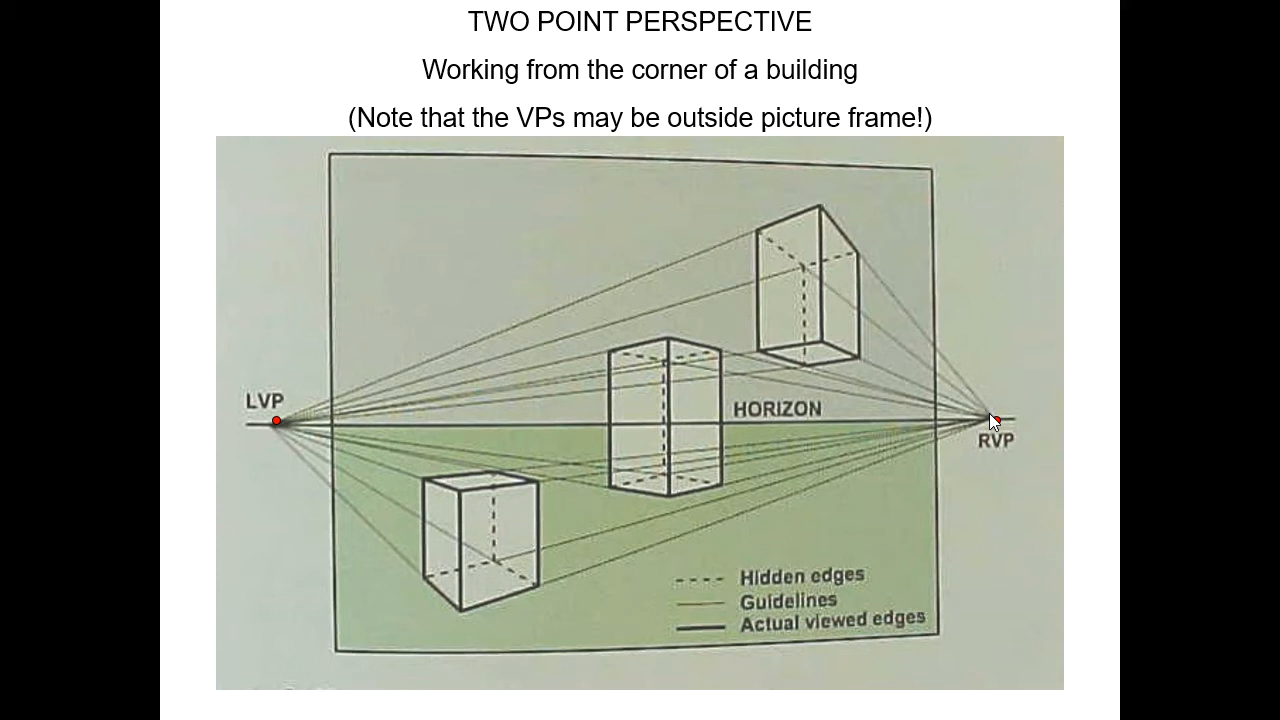 TWO POINT PERSPECTIVE
Working from the corner of a building
(Note that the VPs may be outside picture frame!)
LVP
HORIZON
RVP
Hidden edges
Guidelines
Actual viewed edges